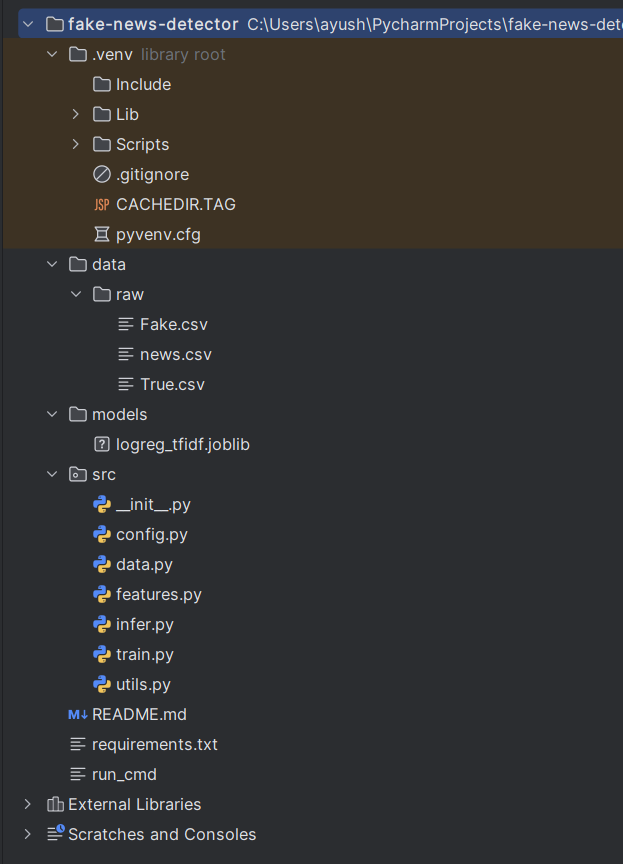 fake-news-detector C:\Users\ayush\PycharmProjects\fake-news-det
.venv library root
Include
Lib
Scripts
.gitignore
JSP CACHEDIR.TAG
pyvenv.cfg
data
raw
Fake.csv
news.csv
True.csv
models
? logreg_tfidf.joblib
src
__init__.py
config.py
data.py
features.py
infer.py
train.py
utils.py
M↓ README.md
requirements.txt
run_cmd
External Libraries
Scratches and Consoles